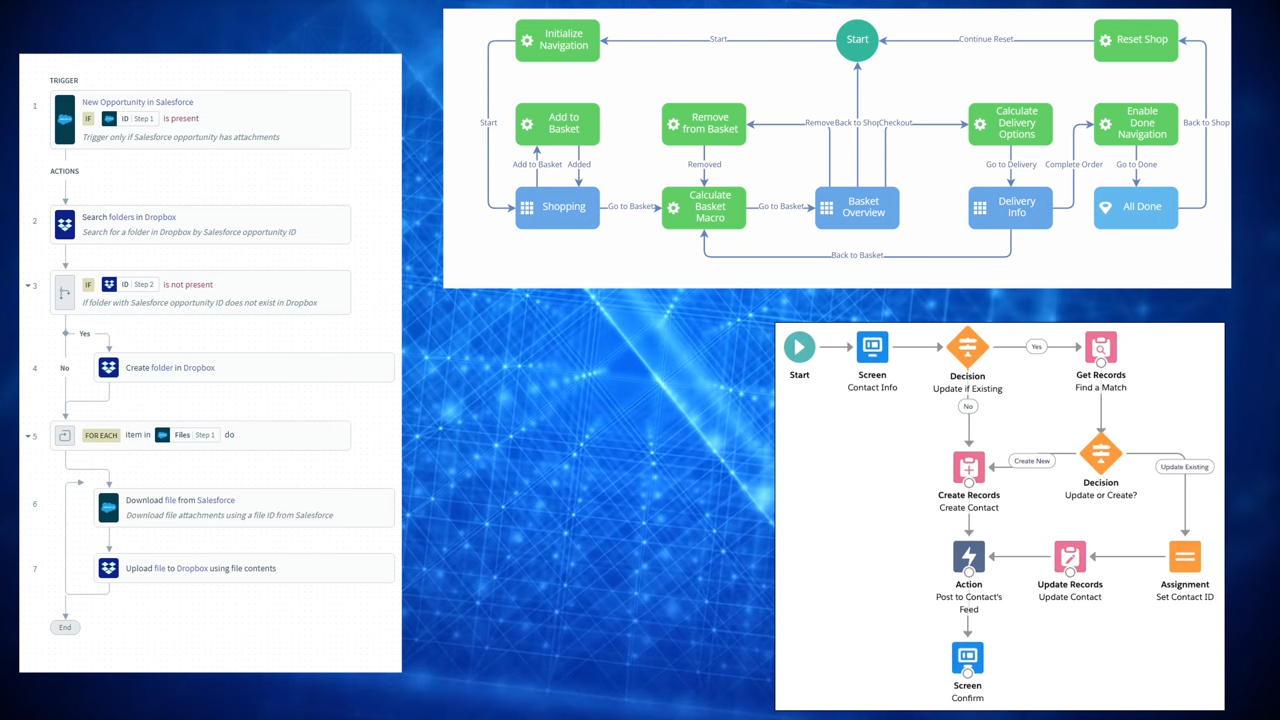 TRIGGER
1
New Opportunity in Salesforce
IF ID Step 1 is present
Trigger only if Salesforce opportunity has attachments
ACTIONS
2
Search folders in Dropbox
Search for a folder in Dropbox by Salesforce opportunity ID
3
IF ID Step 2 is not present
If folder with Salesforce opportunity ID does not exist in Dropbox
Yes
4
No
Create folder in Dropbox
5
FOR EACH item in Files Step 1 do
6
Download file from Salesforce
Download file attachments using a file ID from Salesforce
7
Upload file to Dropbox using file contents
End
Initialize
Navigation
Start
Start
Continue Reset
Reset Shop
Start
Add to
Basket
Remove
from Basket
Remove
Back to Shop
Checkout
Calculate
Delivery
Options
Enable
Done
Navigation
Back to Shop
Add to Basket
Added
Removed
Go to Delivery
Complete Order
Go to Done
Shopping
Go to Basket
Calculate
Basket
Macro
Go to Basket
Basket
Overview
Delivery
Info
All Done
Back to Basket
Start
Screen
Contact Info
Decision
Update if Existing
Yes
Get Records
Find a Match
No
Create New
Update Existing
Create Records
Create Contact
Decision
Update or Create?
Action
Post to Contact's
Feed
Update Records
Update Contact
Assignment
Set Contact ID
Screen
Confirm